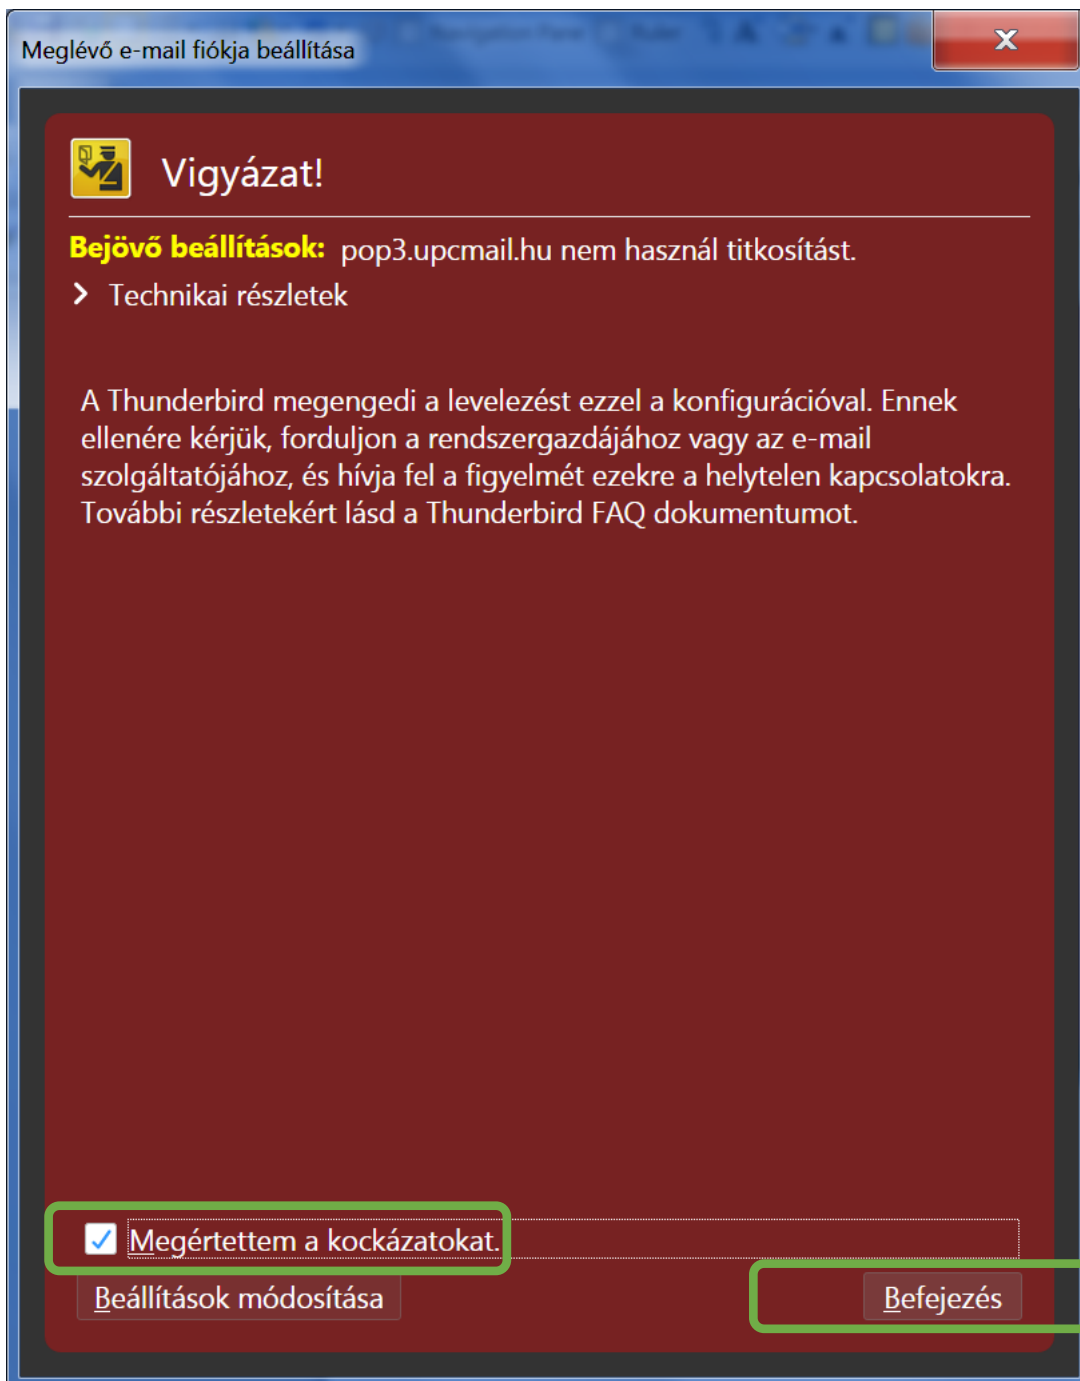 Meglévő e-mail fiókja beállítása
Vigyázat!
Bejövő beállítások: pop3.upcmail.hu nem használ titkosítást.
Technikai részletek
A Thunderbird megengedi a levelezést ezzel a konfigurációval. Ennek
ellenére kérjük, forduljon a rendszergazdájához vagy az e-mail
szolgáltatójához, és hívja fel a figyelmét ezekre a helytelen kapcsolatokra.
További részletekért lásd a Thunderbird FAQ dokumentumot.
Megértettem a kockázatokat.
Beállítások módosítása
Befejezés